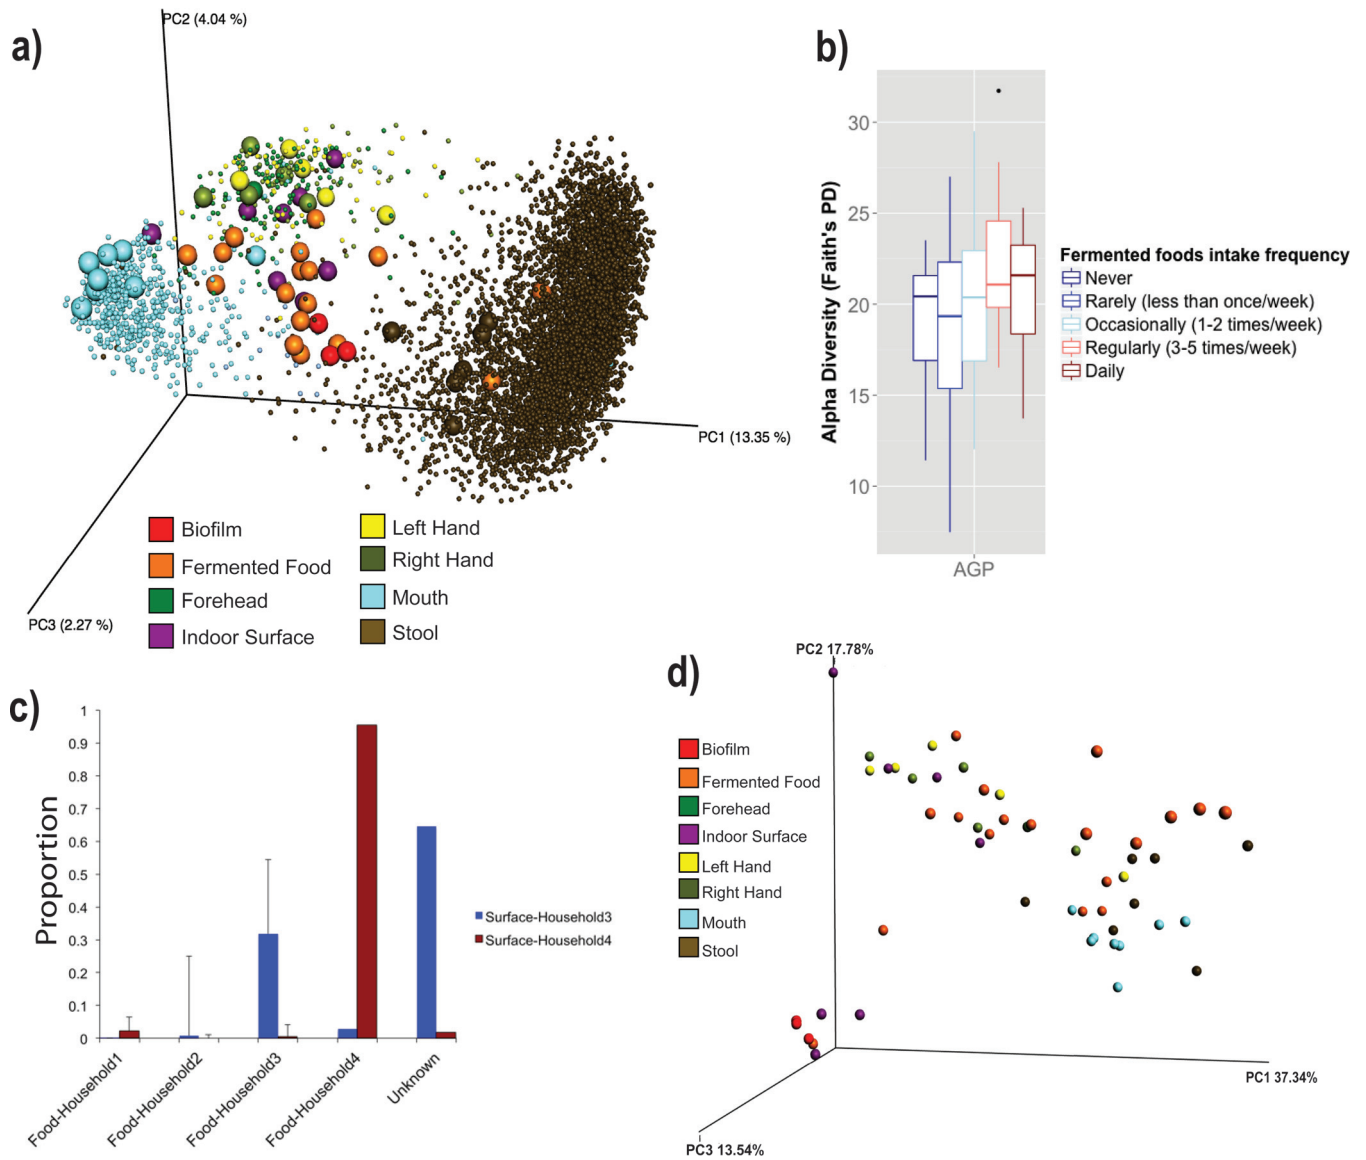 a)
PC2 (4.04 %)
PC1 (13.35 %)
PC3 (2.27 %)
Biofilm
Fermented Food
Forehead
Indoor Surface
Left Hand
Right Hand
Mouth
Stool
b)
Alpha Diversity (Faith's PD)
30
25
20
15
10
AGP
Fermented foods intake frequency
Never
Rarely (less than once/week)
Occasionally (1-2 times/week)
Regularly (3-5 times/week)
Daily
c)
Proportion
1
0.9
0.8
0.7
0.6
0.5
0.4
0.3
0.2
0.1
0
Food-Household1
Food-Household2
Food-Household3
Food-Household4
Unknown
Surface-Household3
Surface-Household4
d)
PC2 17.78%
Biofilm
Fermented Food
Forehead
Indoor Surface
Left Hand
Right Hand
Mouth
Stool
PC1 37.34%
PC3 13.54%